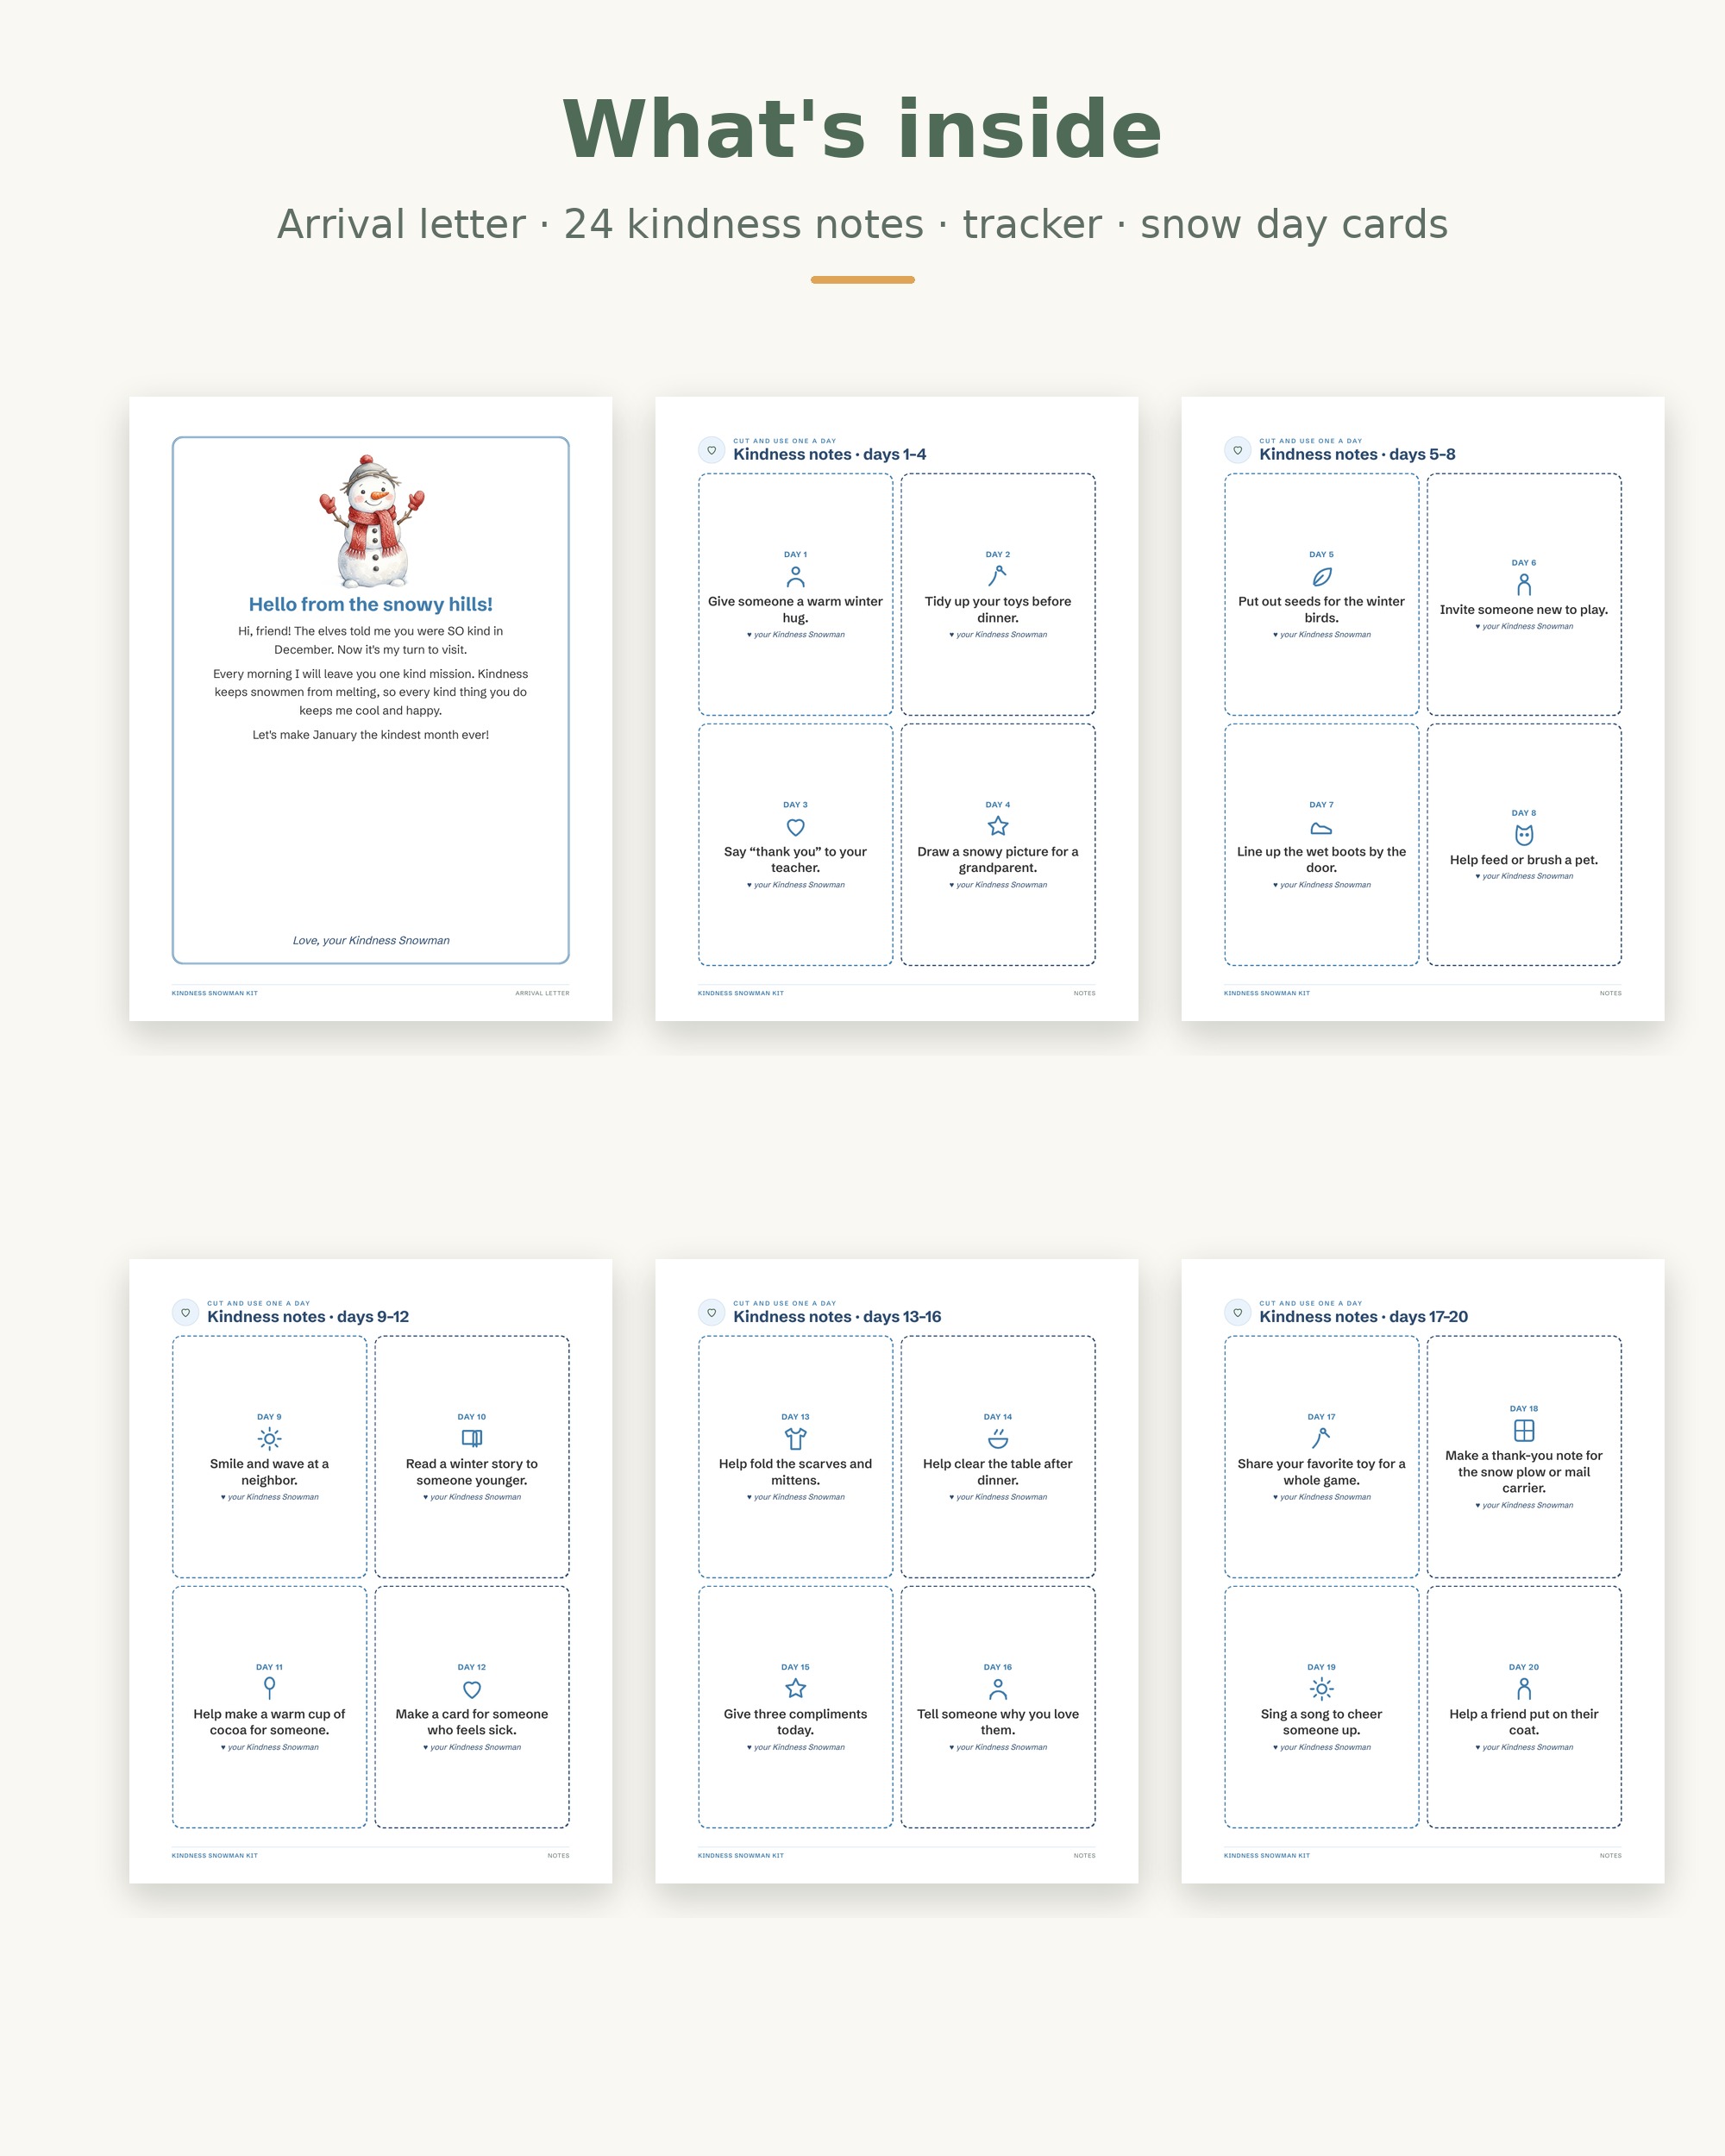 What's inside
Arrival letter · 24 kindness notes · tracker · snow day cards
Hello from the snowy hills!
Hi, friend! The elves told me you were SO kind in
December. Now it's my turn to visit.
Every morning I will leave you one kind mission. Kindness
keeps snowmen from melting, so every kind thing you do
keeps me cool and happy.
Let's make January the kindest month ever!
Love, your Kindness Snowman
KINDNESS SNOWMAN KIT
ARRIVAL LETTER
CUT AND USE ONE A DAY
Kindness notes · days 1–4
DAY 1
Give someone a warm winter
hug.
♥ your Kindness Snowman
DAY 2
Tidy up your toys before
dinner.
♥ your Kindness Snowman
DAY 3
Say “thank you” to your
teacher.
♥ your Kindness Snowman
DAY 4
Draw a snowy picture for a
grandparent.
♥ your Kindness Snowman
KINDNESS SNOWMAN KIT
NOTES
CUT AND USE ONE A DAY
Kindness notes · days 5–8
DAY 5
Put out seeds for the winter
birds.
♥ your Kindness Snowman
DAY 6
Invite someone new to play.
♥ your Kindness Snowman
DAY 7
Line up the wet boots by the
door.
♥ your Kindness Snowman
DAY 8
Help feed or brush a pet.
♥ your Kindness Snowman
KINDNESS SNOWMAN KIT
NOTES
CUT AND USE ONE A DAY
Kindness notes · days 9–12
DAY 9
Smile and wave at a
neighbor.
♥ your Kindness Snowman
DAY 10
Read a winter story to
someone younger.
♥ your Kindness Snowman
DAY 11
Help make a warm cup of
cocoa for someone.
♥ your Kindness Snowman
DAY 12
Make a card for someone
who feels sick.
♥ your Kindness Snowman
KINDNESS SNOWMAN KIT
NOTES
CUT AND USE ONE A DAY
Kindness notes · days 13–16
DAY 13
Help fold the scarves and
mittens.
♥ your Kindness Snowman
DAY 14
Help clear the table after
dinner.
♥ your Kindness Snowman
DAY 15
Give three compliments
today.
♥ your Kindness Snowman
DAY 16
Tell someone why you love
them.
♥ your Kindness Snowman
KINDNESS SNOWMAN KIT
NOTES
CUT AND USE ONE A DAY
Kindness notes · days 17–20
DAY 17
Share your favorite toy for a
whole game.
♥ your Kindness Snowman
DAY 18
Make a thank-you note for
the snow plow or mail
carrier.
♥ your Kindness Snowman
DAY 19
Sing a song to cheer
someone up.
♥ your Kindness Snowman
DAY 20
Help a friend put on their
coat.
♥ your Kindness Snowman
KINDNESS SNOWMAN KIT
NOTES